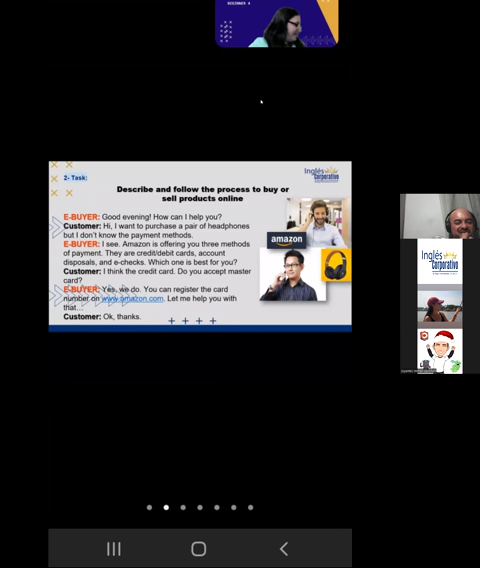 BEGINNER 4
2- Task:
Inglés
corporativo
Describe and follow the process to buy or
sell products online
E-BUYER: Good evening! How can I help you?
Customer: Hi, I want to purchase a pair of headphones
but I don't know the payment methods.
E-BUYER: I see. Amazon is offering you three methods
of payment. They are credit/debit cards, account
disposals, and e-checks. Which one is best for you?
Customer: I think the credit card. Do you accept master
card?
E-BUYER: Yes, we do. You can register the card
number on www.amazon.com. Let me help you with
that...
Customer: Ok, thanks.
amazon
Inglés
corporativo